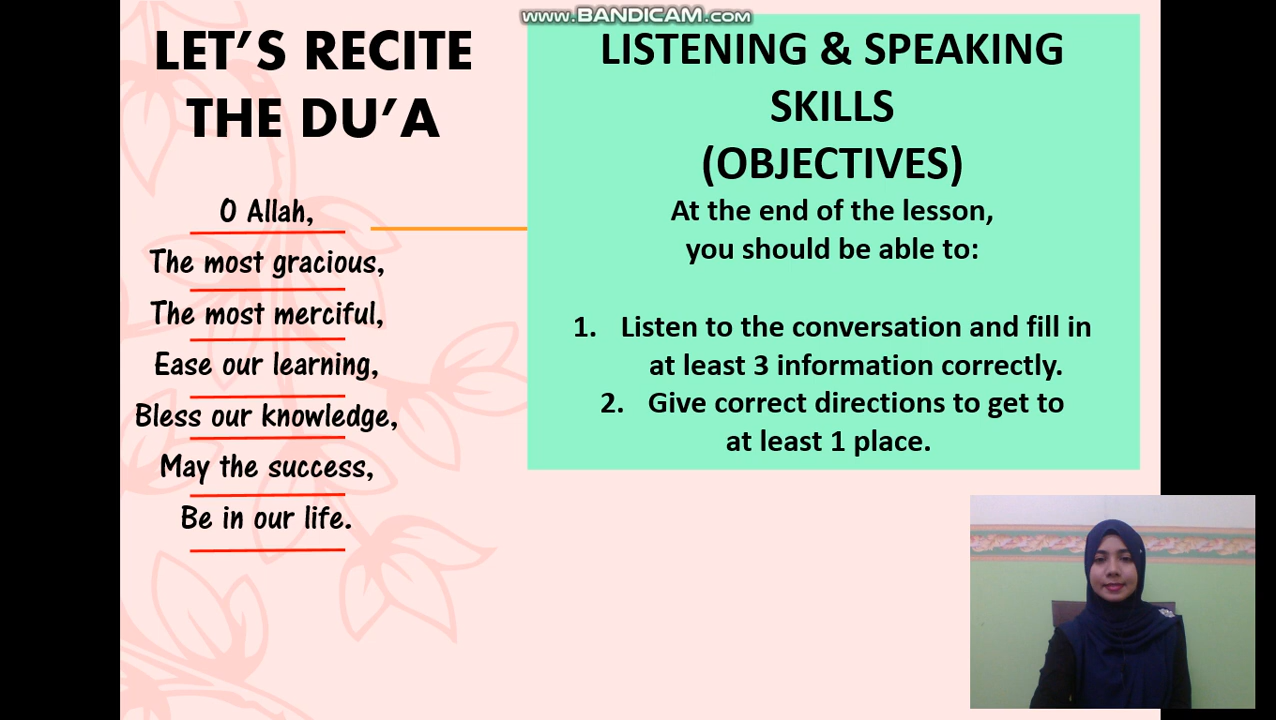 www.BANDICAM.com
LET'S RECITE
THE DU'A
O Allah,
The most gracious,
The most merciful,
Ease our learning,
Bless our knowledge,
May the success,
Be in our life.
LISTENING & SPEAKING
SKILLS
(OBJECTIVES)
At the end of the lesson,
you should be able to:
1. Listen to the conversation and fill in
at least 3 information correctly.
2. Give correct directions to get to
at least 1 place.